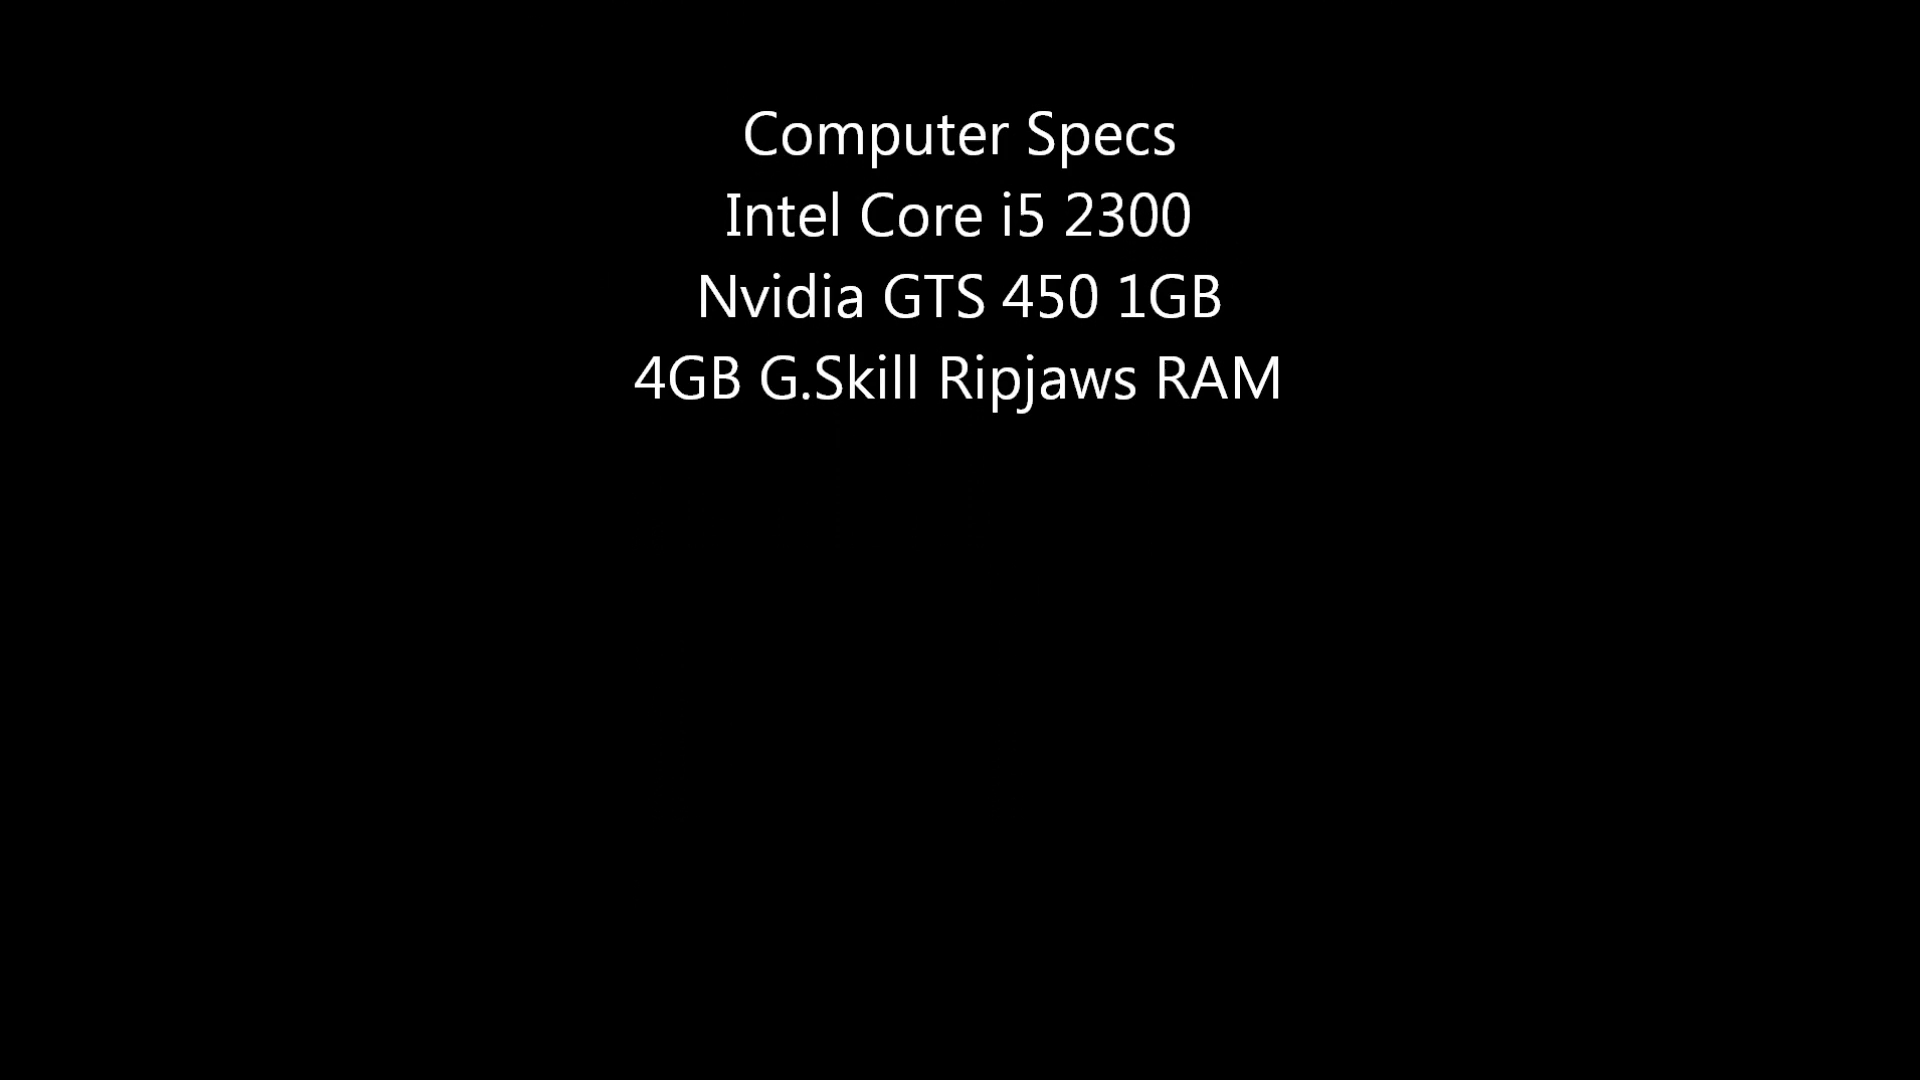 Computer Specs
Intel Core i5 2300
Nvidia GTS 450 1GB
4GB G.Skill Ripjaws RAM